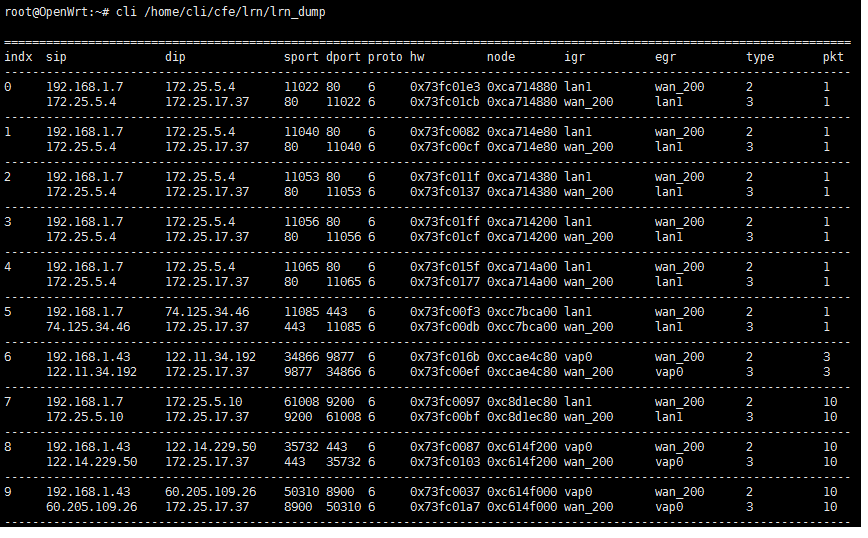 root@OpenWrt:~# cli /home/cli/cfe/lrn/lrn_dump
=========================================================================================================================
indx sip dip sport dport proto hw node igr egr type pkt
-------------------------------------------------------------------------------------------------------------------------
0 192.168.1.7 172.25.5.4 11022 80 6 0x73fc01e3 0xca714880 lan1 wan_200 2 1
172.25.5.4 172.25.17.37 80 11022 6 0x73fc01cb 0xca714880 wan_200 lan1 3 1
-------------------------------------------------------------------------------------------------------------------------
1 192.168.1.7 172.25.5.4 11040 80 6 0x73fc0082 0xca714e80 lan1 wan_200 2 1
172.25.5.4 172.25.17.37 80 11040 6 0x73fc00cf 0xca714e80 wan_200 lan1 3 1
-------------------------------------------------------------------------------------------------------------------------
2 192.168.1.7 172.25.5.4 11053 80 6 0x73fc011f 0xca714380 lan1 wan_200 2 1
172.25.5.4 172.25.17.37 80 11053 6 0x73fc0137 0xca714380 wan_200 lan1 3 1
-------------------------------------------------------------------------------------------------------------------------
3 192.168.1.7 172.25.5.4 11056 80 6 0x73fc01ff 0xca714200 lan1 wan_200 2 1
172.25.5.4 172.25.17.37 80 11056 6 0x73fc01cf 0xca714200 wan_200 lan1 3 1
-------------------------------------------------------------------------------------------------------------------------
4 192.168.1.7 172.25.5.4 11065 80 6 0x73fc015f 0xca714a00 lan1 wan_200 2 1
172.25.5.4 172.25.17.37 80 11065 6 0x73fc0177 0xca714a00 wan_200 lan1 3 1
-------------------------------------------------------------------------------------------------------------------------
5 192.168.1.7 74.125.34.46 11085 443 6 0x73fc00f3 0xcc7bca00 lan1 wan_200 2 1
74.125.34.46 172.25.17.37 443 11085 6 0x73fc00db 0xcc7bca00 wan_200 lan1 3 1
-------------------------------------------------------------------------------------------------------------------------
6 192.168.1.43 122.11.34.192 34866 9877 6 0x73fc016b 0xccae4c80 vap0 wan_200 2 3
122.11.34.192 172.25.17.37 9877 34866 6 0x73fc00ef 0xccae4c80 wan_200 vap0 3 3
-------------------------------------------------------------------------------------------------------------------------
7 192.168.1.7 172.25.5.10 61008 9200 6 0x73fc0097 0xc8d1ec80 lan1 wan_200 2 10
172.25.5.10 172.25.17.37 9200 61008 6 0x73fc00bf 0xc8d1ec80 wan_200 lan1 3 10
-------------------------------------------------------------------------------------------------------------------------
8 192.168.1.43 122.14.229.50 35732 443 6 0x73fc0087 0xc614f200 vap0 wan_200 2 10
122.14.229.50 172.25.17.37 443 35732 6 0x73fc0103 0xc614f200 wan_200 vap0 3 10
-------------------------------------------------------------------------------------------------------------------------
9 192.168.1.43 60.205.109.26 50310 8900 6 0x73fc0037 0xc614f000 vap0 wan_200 2 10
60.205.109.26 172.25.17.37 8900 50310 6 0x73fc01a7 0xc614f000 wan_200 vap0 3 10
-------------------------------------------------------------------------------------------------------------------------